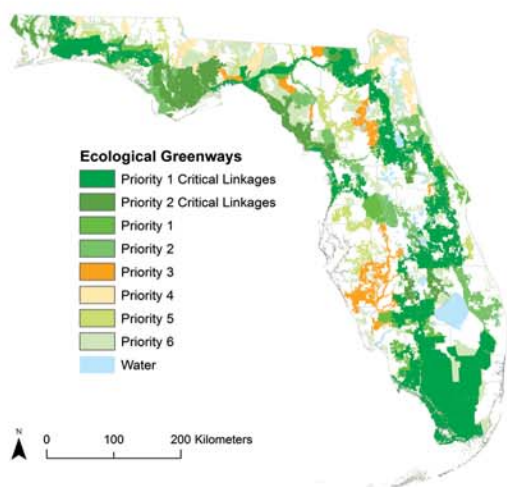 Ecological Greenways
Priority 1 Critical Linkages
Priority 2 Critical Linkages
Priority 1
Priority 2
Priority 3
Priority 4
Priority 5
Priority 6
Water
N
0 100 200 Kilometers